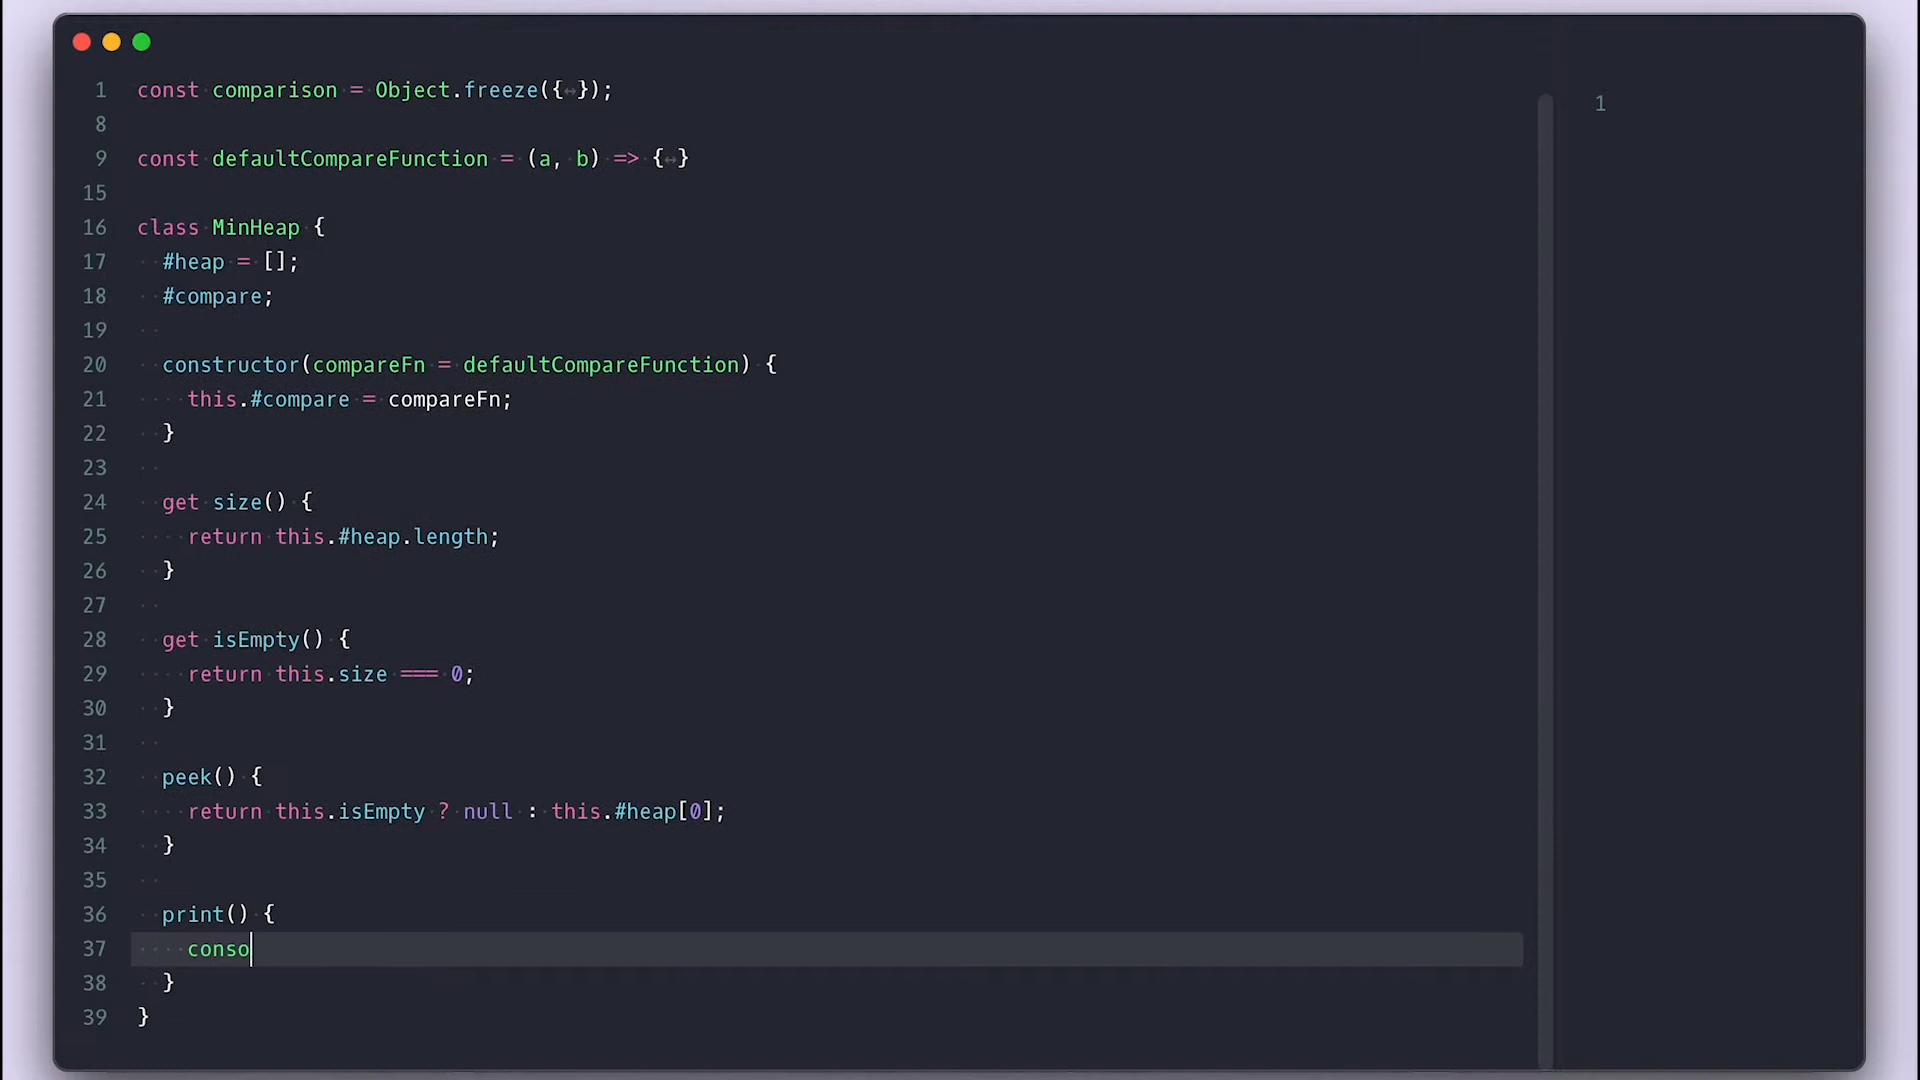 1 const comparison = Object.freeze({↔});
8
9 const defaultCompareFunction = (a, b) => {↔}
15
16 class MinHeap {
17 #heap = [];
18 #compare;
19
20 constructor(compareFn = defaultCompareFunction) {
21 this.#compare = compareFn;
22 }
23
24 get size() {
25 return this.#heap.length;
26 }
27
28 get isEmpty() {
29 return this.size === 0;
30 }
31
32 peek() {
33 return this.isEmpty ? null : this.#heap[0];
34 }
35
36 print() {
37 conso
38 }
39 }
1